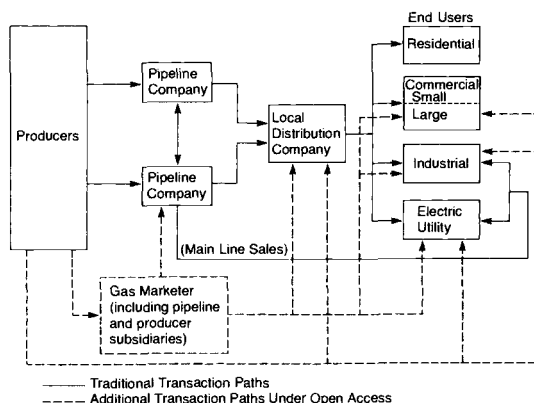 End Users
Residential
Pipeline
Company
Commercial
Small
Large
Producers
Local
Distribution
Company
Pipeline
Company
Industrial
Electric
Utility
(Main Line Sales)
Gas Marketer
(including pipeline
and producer
subsidiaries)
Traditional Transaction Paths
Additional Transaction Paths Under Open Access